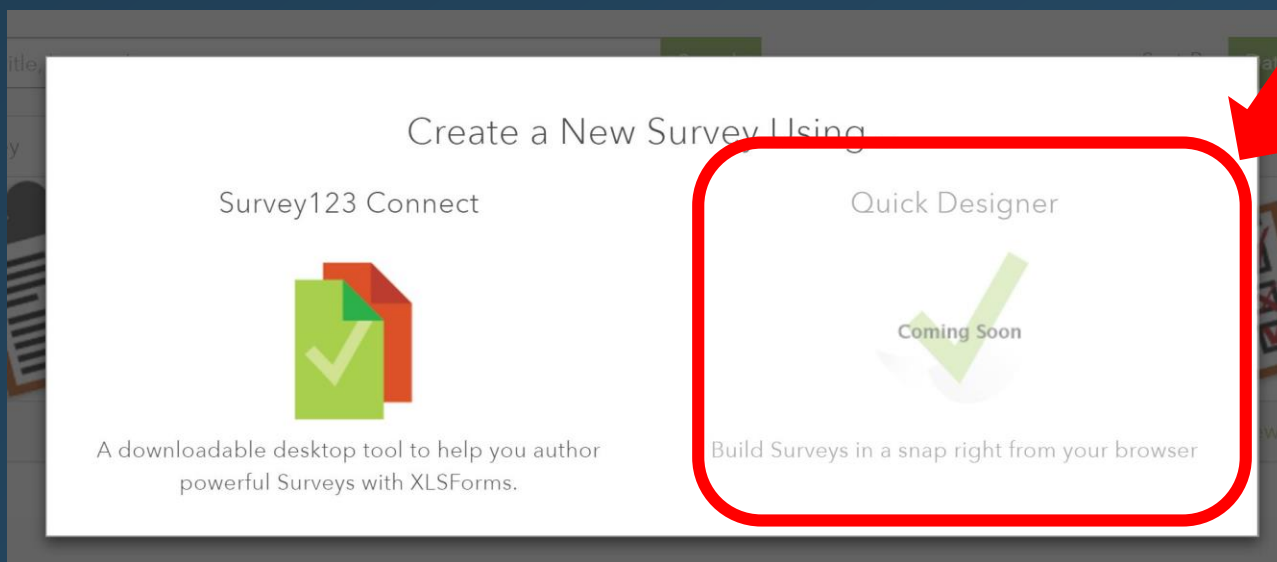 Create a New Survey Using
Survey123 Connect
Quick Designer
Coming Soon
A downloadable desktop tool to help you author
powerful Surveys with XLSForms.
Build Surveys in a snap right from your browser